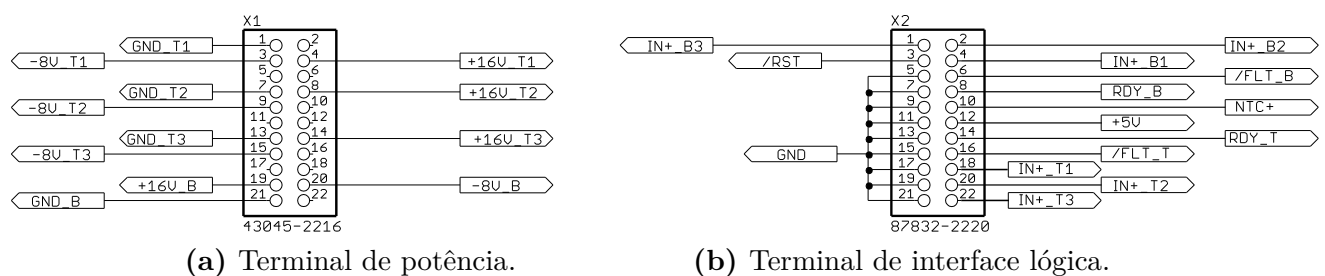 X1
GND_T1 1 2
-8V_T1 3 4 +16V_T1
5 6
GND_T2 7 8 +16V_T2
-8V_T2 9 10
11 12
GND_T3 13 14 +16V_T3
-8V_T3 15 16
17 18
+16V_B 19 20 -8V_B
GND_B 21 22
43045-2216
(a) Terminal de potência.
X2
IN+_B3 1 2 IN+_B2
/RST 3 4 IN+_B1
5 6 /FLT_B
7 8 RDY_B
9 10 NTC+
11 12 +5V
13 14 RDY_T
GND 15 16 /FLT_T
17 18 IN+_T1
19 20 IN+_T2
21 22 IN+_T3
87832-2220
(b) Terminal de interface lógica.